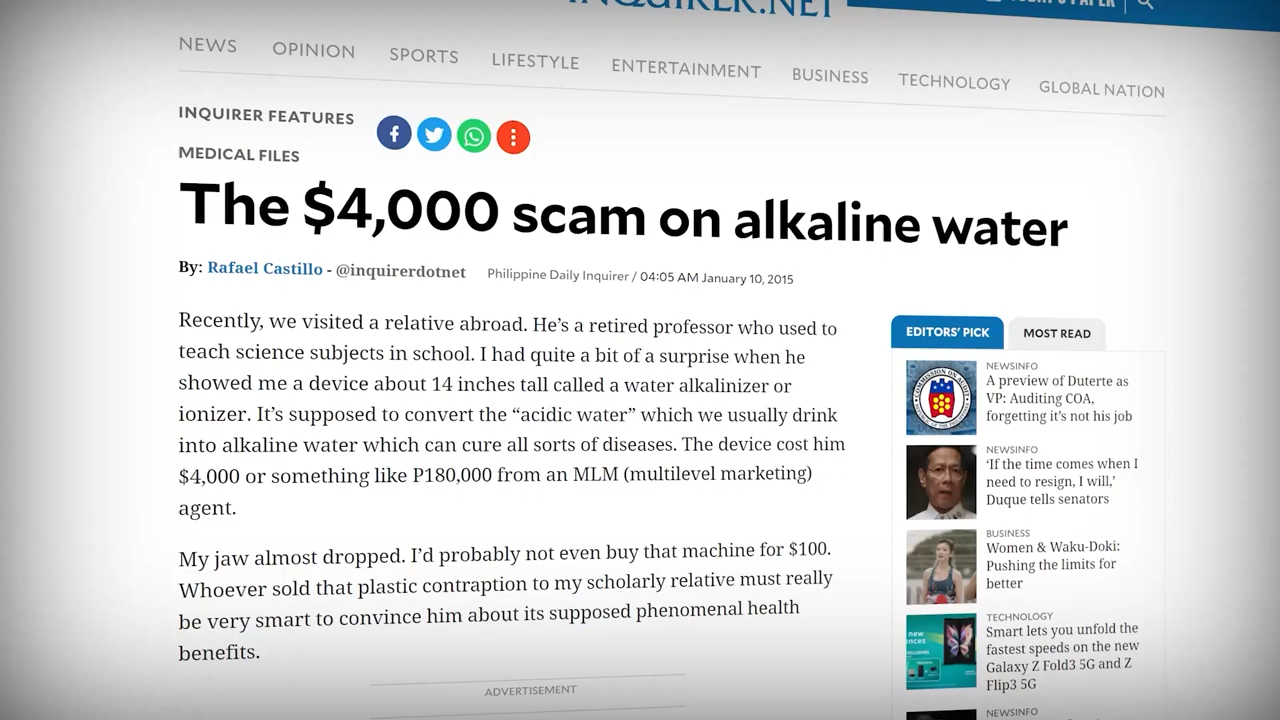 INQUIRER.NET
NEWS OPINION SPORTS LIFESTYLE ENTERTAINMENT BUSINESS TECHNOLOGY GLOBAL NATION
INQUIRER FEATURES
MEDICAL FILES
The $4,000 scam on alkaline water
By: Rafael Castillo - @inquirerdotnet Philippine Daily Inquirer / 04:05 AM January 10, 2015
Recently, we visited a relative abroad. He’s a retired professor who used to
teach science subjects in school. I had quite a bit of a surprise when he
showed me a device about 14 inches tall called a water alkalinizer or
ionizer. It’s supposed to convert the “acidic water” which we usually drink
into alkaline water which can cure all sorts of diseases. The device cost him
$4,000 or something like P180,000 from an MLM (multilevel marketing)
agent.
My jaw almost dropped. I’d probably not even buy that machine for $100.
Whoever sold that plastic contraption to my scholarly relative must really
be very smart to convince him about its supposed phenomenal health
benefits.
ADVERTISEMENT
EDITORS’ PICK MOST READ
NEWSINFO
A preview of Duterte as
VP: Auditing COA,
forgetting it’s not his job
NEWSINFO
‘If the time comes when I
need to resign, I will,’
Duque tells senators
BUSINESS
Women & Waku-Doki:
Pushing the limits for
better
TECHNOLOGY
Smart lets you unfold the
fastest speeds on the new
Galaxy Z Fold3 5G and Z
Flip3 5G
NEWSINFO